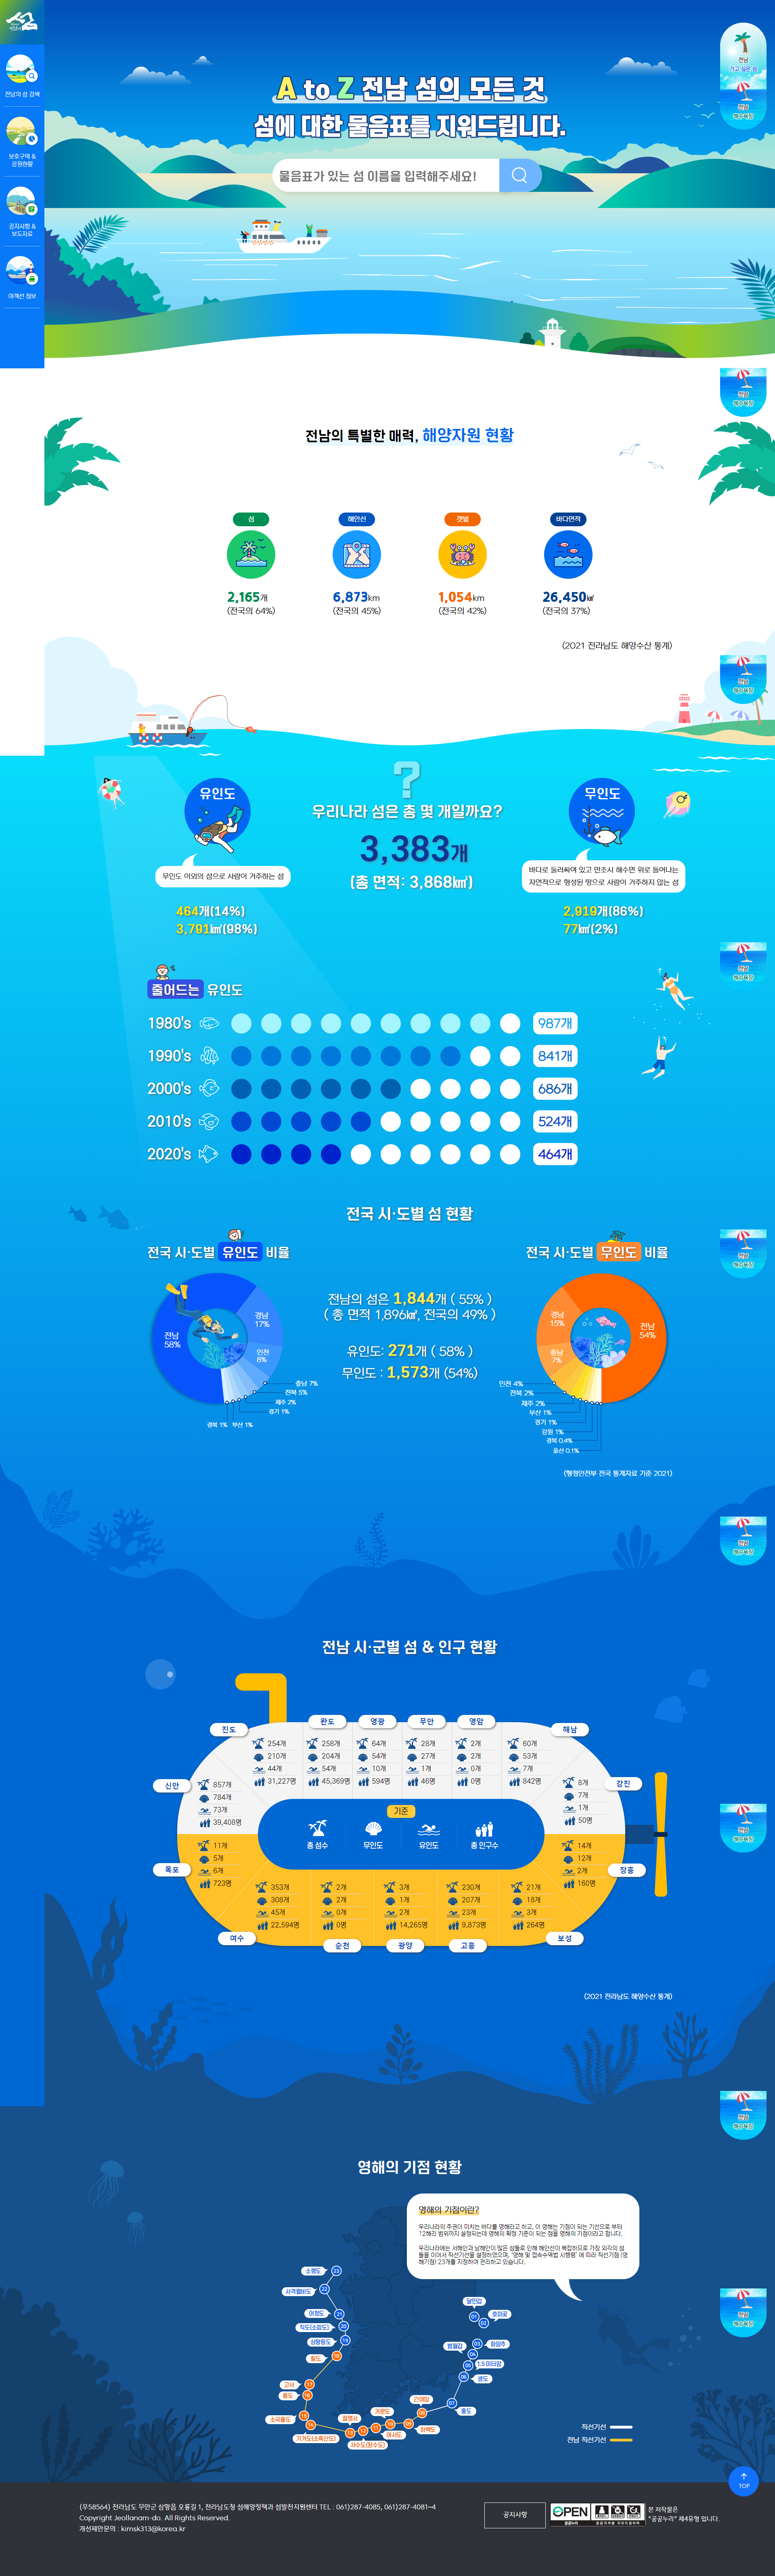 섬
전남의 섬 검색
보호구역 &
공원현황
공지사항 &
보도자료
여객선 정보
A to Z 전남 섬의 모든 것
섬에 대한 물음표를 지워드립니다.
물음표가 있는 섬 이름을 입력해주세요!
전남
가고 싶은 섬
전남
해수욕장
전남의 특별한 매력, 해양자원 현황
섬
해안선
갯벌
바다면적
2,165개
(전국의 64%)
6,873km
(전국의 45%)
1,054km
(전국의 42%)
26,450㎢
(전국의 37%)
(2021 전라남도 해양수산 통계)
유인도
무인도 이외의 섬으로 사람이 거주하는 섬
464개(14%)
3,791㎢(98%)
?
우리나라 섬은 총 몇 개일까요?
3,383개
(총 면적: 3,868㎢)
무인도
바다로 둘러싸여 있고 만조시 해수면 위로 들어나는
자연적으로 형성된 땅으로 사람이 거주하지 않는 섬
2,919개(86%)
77㎢(2%)
줄어드는 유인도
1980's 987개
1990's 841개
2000's 686개
2010's 524개
2020's 464개
전국 시·도별 섬 현황
전국 시·도별 유인도 비율
전남
58%
경남
17%
인천
8%
충남 7%
전북 5%
제주 2%
경기 1%
경북 1% 부산 1%
전남의 섬은 1,844개 ( 55% )
( 총 면적 1,896㎢, 전국의 49% )
유인도: 271개 ( 58% )
무인도 : 1,573개 (54%)
전국 시·도별 무인도 비율
전남
54%
경남
15%
충남
7%
인천 4%
전북 2%
제주 2%
부산 1%
경기 1%
강원 1%
경북 0.4%
울산 0.1%
(행정안전부 전국 통계자료 기준 2021)
전남 시·군별 섬 & 인구 현황
진도
254개
210개
44개
31,227명
완도
258개
204개
54개
45,369명
영광
64개
54개
10개
594명
무안
28개
27개
1개
46명
영암
2개
2개
0개
0명
해남
60개
53개
7개
842명
신안
857개
784개
73개
39,408명
강진
8개
7개
1개
50명
기준
총 섬수
무인도
유인도
총 인구수
목포
11개
5개
6개
723명
장흥
14개
12개
2개
160명
여수
353개
308개
45개
22,594명
순천
2개
2개
0개
0명
광양
3개
1개
2개
14,265명
고흥
230개
207개
23개
9,873명
보성
21개
18개
3개
264명
(2021 전라남도 해양수산 통계)
영해의 기점 현황
영해의 기점이란?
우리나라의 주권이 미치는 바다를 영해라고 하고, 이 영해는 기점이 되는 기선으로 부터
12해리 범위까지 설정되는데 영해의 확정 기준이 되는 점을 영해의 기점이라고 합니다.
우리나라에는 서해안과 남해안이 많은 섬들로 인해 해안선이 복잡하므로 가장 외각의 섬
들을 이어서 직선기선을 설정하였으며, '영해 및 접속수역법 시행령' 에 따라 직선기점 (영
해기점) 23개를 지정하여 관리하고 있습니다.
소령도 23
서격렬비도 22
어청도 21
직도(소피도) 20
상왕등도 19
횡도 18
고서 17
홍도 16
소국흘도 15
가거도(소흑산도) 14
13
절명서
12
사수도(장수도)
11
거문도
10
여서도
09
하백도
간여암
08
07 홍도
06 생도
05 1.5미터암
범월갑 04
03 화암추
달만갑
01
호미곶
02
직선기선
전남 직선기선
TOP
(우58564) 전라남도 무안군 삼향읍 오룡길 1, 전라남도청 섬해양정책과 섬발전지원센터 TEL : 061)287-4085, 061)287-4081~4
Copyright Jeollanam-do. All Rights Reserved.
개선제안문의 : kimsk313@korea.kr
공지사항
OPEN
공공누리
본 저작물은
"공공누리" 제4유형 입니다.